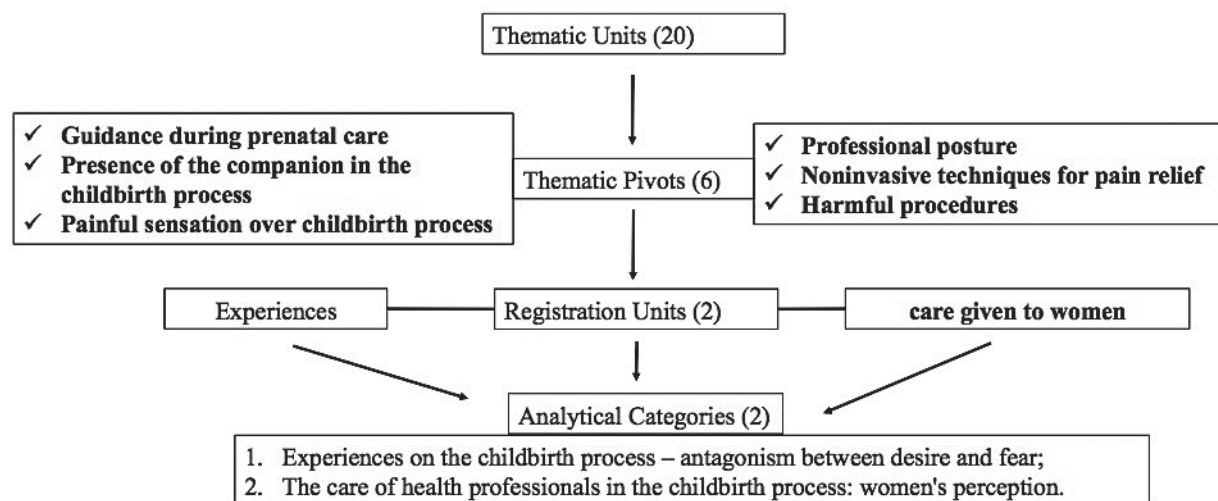 Thematic Units (20)
✓ Guidance during prenatal care
✓ Presence of the companion in the
childbirth process
✓ Painful sensation over childbirth process
Thematic Pivots (6)
✓ Professional posture
✓ Noninvasive techniques for pain relief
✓ Harmful procedures
Experiences
Registration Units (2)
care given to women
Analytical Categories (2)
1. Experiences on the childbirth process – antagonism between desire and fear;
2. The care of health professionals in the childbirth process: women's perception.